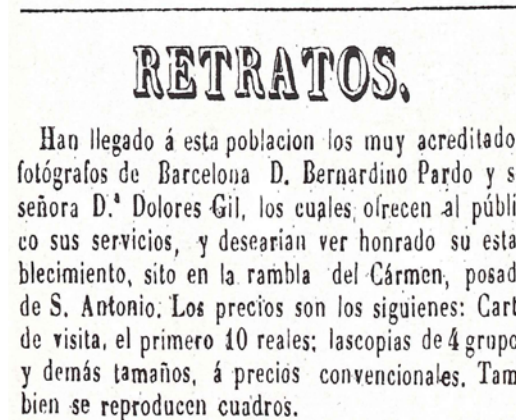 RETRATOS.
Han llegado á esta poblacion los muy acreditado
fotógrafos de Barcelona D. Bernardino Pardo y s
señora D.ª Dolores Gil, los cuales, ofrecen al públi
co sus servicios, y desearian ver honrado su esta
blecimiento, sito en la rambla del Cármen, posad
de S. Antonio. Los precios son los siguienes: Cart
de visita, el primero 10 reales; lascopias de 4 grupo
y demás tamaños, á precios convencionales. Tam
bien se reproducen cuadros.